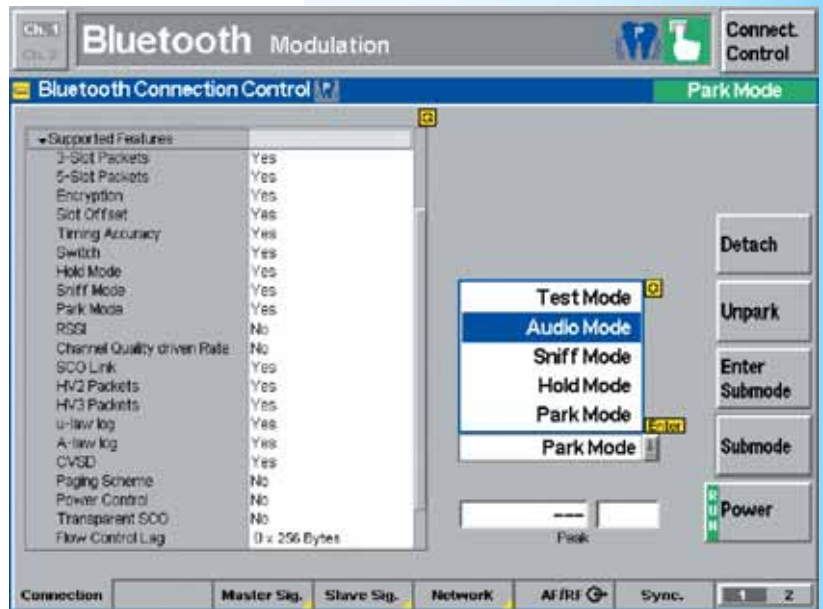 Ch. 1
Ch. 2
Bluetooth Modulation
Connect. Control
Bluetooth Connection Control
Park Mode
Supported Features
3-Slot Packets Yes
5-Slot Packets Yes
Encryption Yes
Slot Offset Yes
Timing Accuracy Yes
Switch Yes
Hold Mode Yes
Sniff Mode Yes
Park Mode Yes
RSSI No
Channel Quality driven Rate No
SCO Link Yes
HV2 Packets Yes
HV3 Packets Yes
u-law log Yes
A-law log Yes
CVSD Yes
Paging Scheme No
Power Control No
Transparent SCO No
Flow Control Lag 0 x 256 Bytes
Test Mode
Audio Mode
Sniff Mode
Hold Mode
Park Mode
Enter
Park Mode
---
Peak
Detach
Unpark
Enter Submode
Submode
RUN
Power
Connection
Master Sig.
Slave Sig.
Network
AF/RF
Sync.
1 2